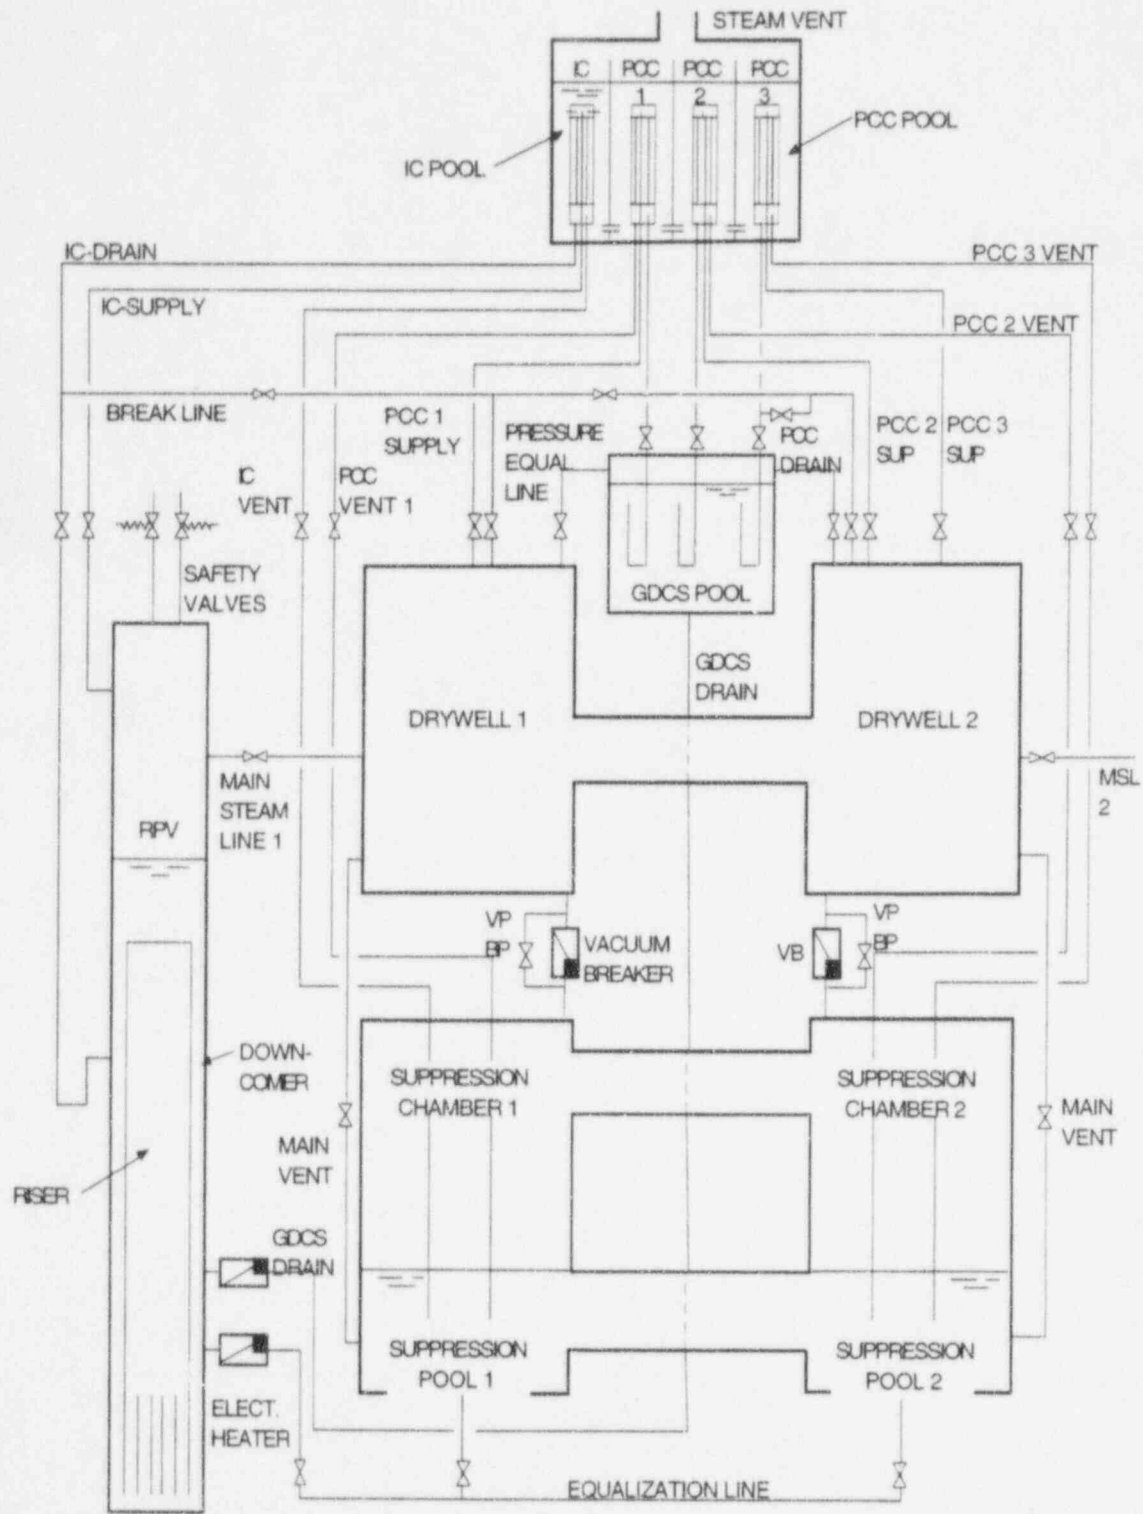 STEAM VENT
IC PCC PCC PCC
1 2 3
PCC POOL
IC POOL
IC-DRAIN
PCC 3 VENT
IC-SUPPLY
PCC 2 VENT
BREAK LINE
PCC 1
SUPPLY
PRESSURE
EQUAL
LINE
PCC
DRAIN
PCC 2
SUP
PCC 3
SUP
IC
VENT
PCC
VENT 1
SAFETY
VALVES
GDCS POOL
GDCS
DRAIN
DRYWELL 1
DRYWELL 2
MAIN
STEAM
LINE 1
MSL
2
RPV
VP
BP
VACUUM
BREAKER
VB
VP
BP
DOWN-
COMER
SUPPRESSION
CHAMBER 1
SUPPRESSION
CHAMBER 2
MAIN
VENT
MAIN
VENT
RISER
GDCS
DRAIN
SUPPRESSION
POOL 1
SUPPRESSION
POOL 2
ELECT.
HEATER
EQUALIZATION LINE